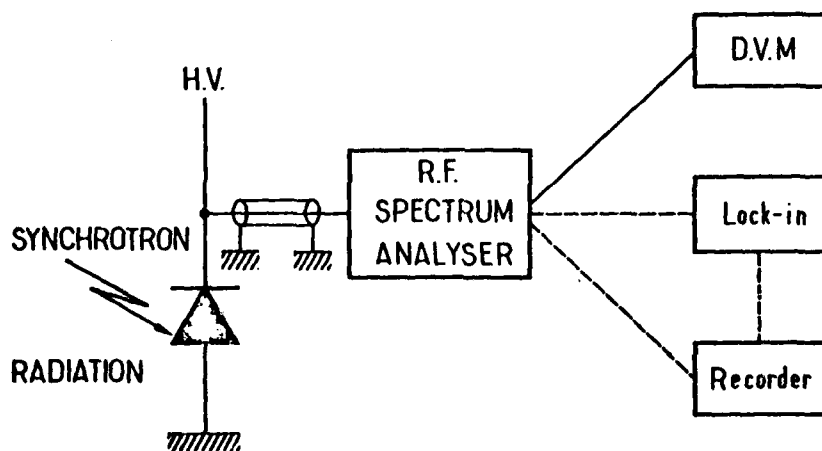 H.V.
SYNCHROTRON
RADIATION
R.F.
SPECTRUM
ANALYSER
D.V.M
Lock-in
Recorder